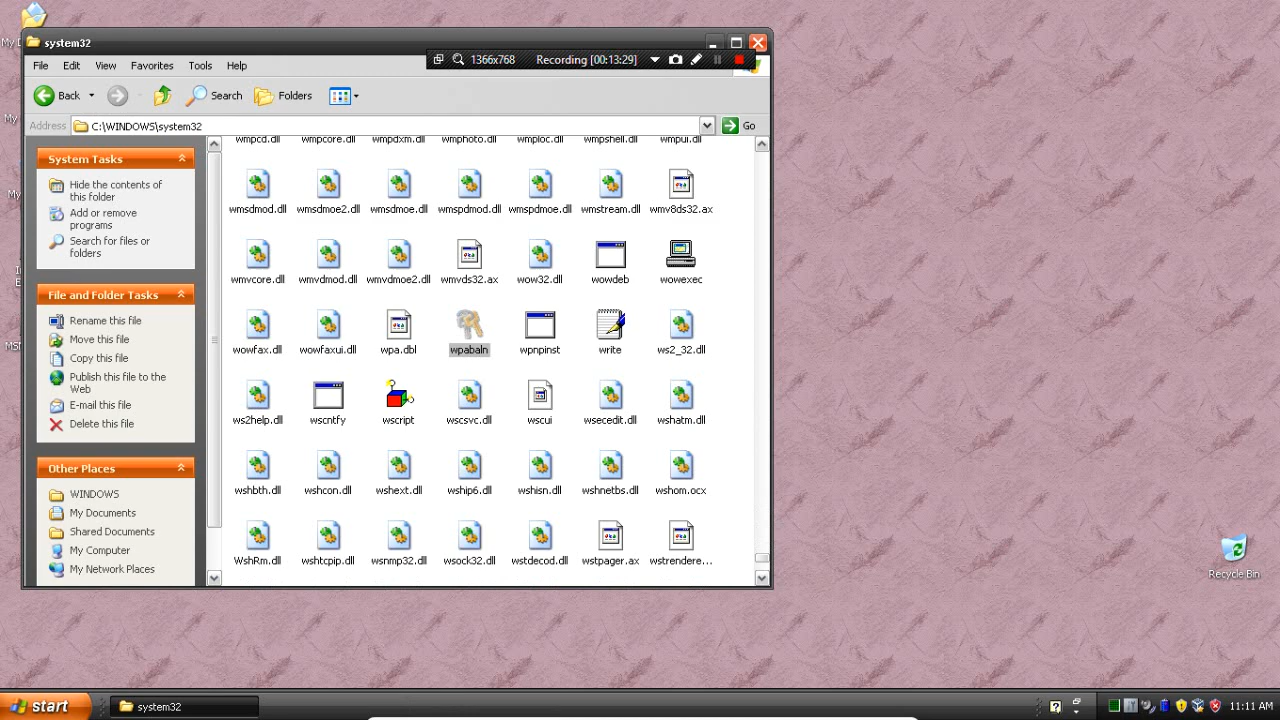 My D
system32
1366x768 Recording [00:13:29]
File Edit View Favorites Tools Help
Back Search Folders
Address C:\WINDOWS\system32 Go
System Tasks
Hide the contents of
this folder
Add or remove
programs
Search for files or
folders
File and Folder Tasks
Rename this file
Move this file
Copy this file
Publish this file to the
Web
E-mail this file
Delete this file
Other Places
WINDOWS
My Documents
Shared Documents
My Computer
My Network Places
wmpcd.dll wmpcore.dll wmpdxm.dll wmphoto.dll wmploc.dll wmpshell.dll wmpui.dll
wmsdmod.dll wmsdmoe2.dll wmsdmoe.dll wmspdmod.dll wmspdmoe.dll wmstream.dll wmv8ds32.ax
wmvcore.dll wmvdmod.dll wmvdmoe2.dll wmvds32.ax wow32.dll wowdeb wowexec
wowfax.dll wowfaxui.dll wpa.dbl wpabaln wpnpinst write ws2_32.dll
ws2help.dll wscntfy wscript wscsvc.dll wscui wsecedit.dll wshatm.dll
wshbth.dll wshcon.dll wshext.dll wship6.dll wshisn.dll wshnetbs.dll wshom.ocx
WshRm.dll wshtcpip.dll wsnmp32.dll wsock32.dll wstdecod.dll wstpager.ax wstrendere...
My
My
MSN
Recycle Bin
start system32 11:11 AM